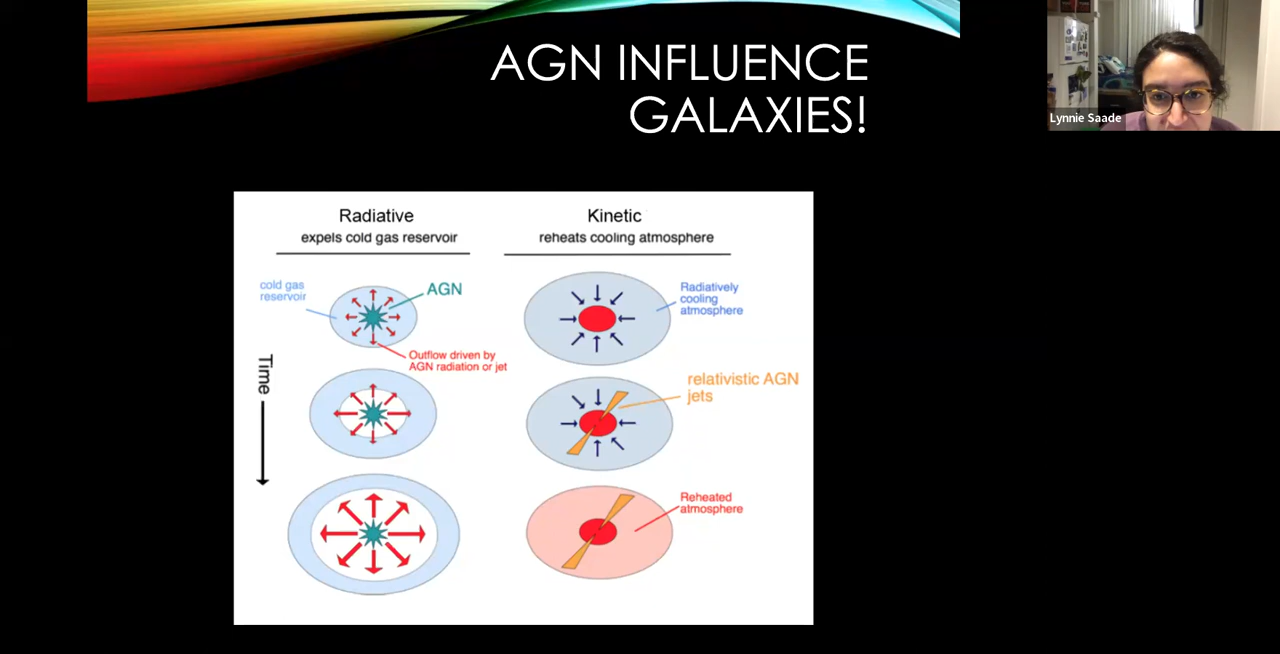 AGN INFLUENCE
GALAXIES!
Lynnie Saade
Radiative
expels cold gas reservoir
cold gas
reservoir
AGN
Outflow driven by
AGN radiation or jet
Time
Kinetic
reheats cooling atmosphere
Radiatively
cooling
atmosphere
relativistic AGN
jets
Reheated
atmosphere